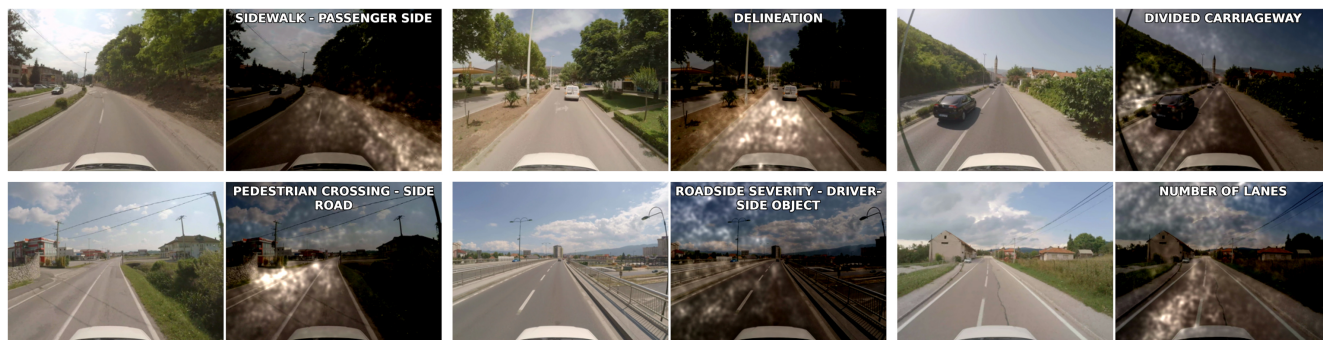 SIDEWALK - PASSENGER SIDE
DELINEATION
DIVIDED CARRIAGEWAY
PEDESTRIAN CROSSING - SIDE
ROAD
ROADSIDE SEVERITY - DRIVER-
SIDE OBJECT
NUMBER OF LANES